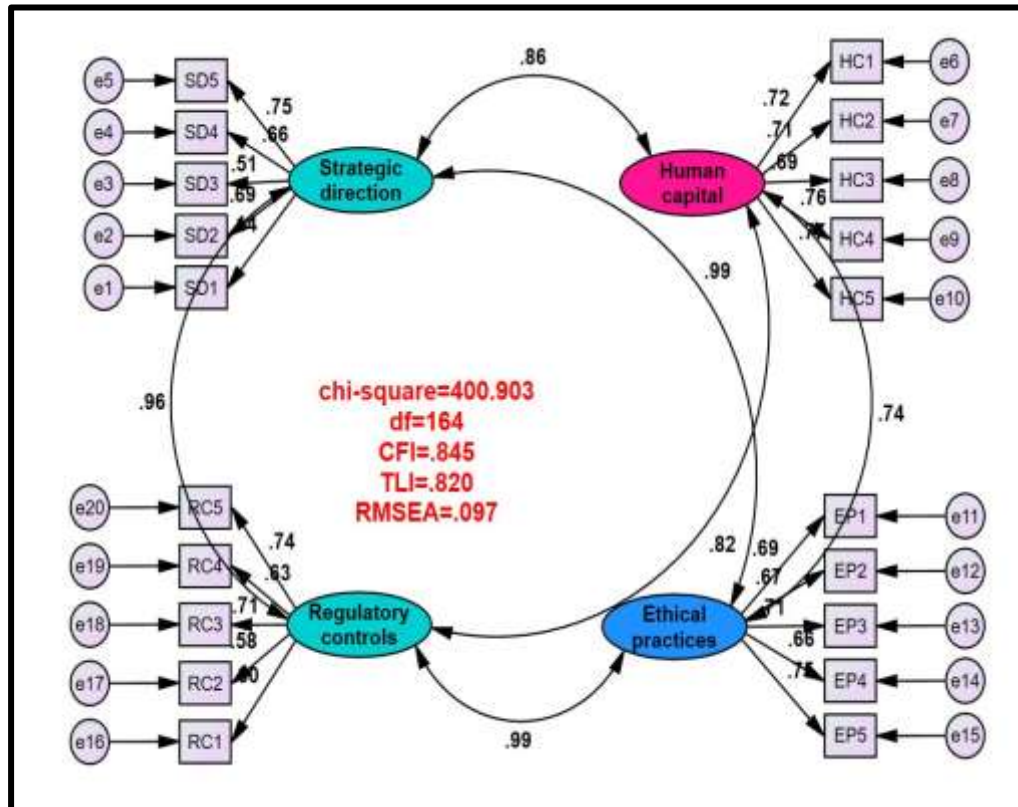 .86
e5
SD5
.75
e4
SD4
.66
e3
SD3
.51
.69
e2
SD2
e1
SD1
Strategic
direction
Human
capital
HC1
e6
.72
HC2
e7
.71
HC3
e8
.69
HC4
e9
.76
HC5
e10
.99
.96
.74
chi-square=400.903
df=164
CFI=.845
TLI=.820
RMSEA=.097
e20
RC5
.74
e19
RC4
.63
e18
RC3
.71
.58
e17
RC2
e16
RC1
Regulatory
controls
.82
Ethical
practices
EP1
e11
.69
EP2
e12
.67
EP3
e13
.71
EP4
e14
.66
EP5
e15
.99